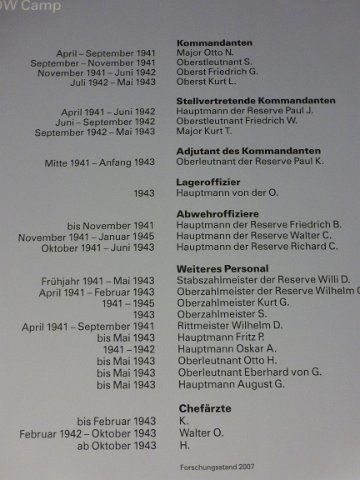 OW Camp
Kommandanten
April – September 1941 Major Otto N.
September – November 1941 Oberstleutnant S.
November 1941 – Juni 1942 Oberst Friedrich G.
Juli 1942 – Mai 1943 Oberst Kurt L.
Stellvertretende Kommandanten
April 1941 – Juni 1942 Hauptmann der Reserve Paul J.
Juni – September 1942 Oberstleutnant Friedrich W.
September 1942 – Mai 1943 Major Kurt T.
Adjutant des Kommandanten
Mitte 1941 – Anfang 1943 Oberleutnant der Reserve Paul K.
Lageroffizier
1943 Hauptmann von der O.
Abwehroffiziere
bis November 1941 Hauptmann der Reserve Friedrich B.
November 1941 – Januar 1945 Hauptmann der Reserve Walter C.
Oktober 1941 – Juni 1943 Hauptmann der Reserve Richard C.
Weiteres Personal
Frühjahr 1941 – Mai 1943 Stabszahlmeister der Reserve Willi D.
April 1941 – Februar 1943 Oberzahlmeister der Reserve Wilhelm G
1941 – 1945 Oberzahlmeister Kurt G.
1943 Oberzahlmeister S.
April 1941 – September 1941 Rittmeister Wilhelm D.
bis Mai 1943 Hauptmann Fritz P.
1941 – 1942 Hauptmann Oskar A.
bis Mai 1943 Oberleutnant Otto H.
bis Mai 1943 Oberleutnant Eberhard von G.
bis Mai 1943 Hauptmann August G.
Chefärzte
bis Februar 1943 K.
Februar 1942 – Oktober 1943 Walter O.
ab Oktober 1943 H.
Forschungsstand 2007